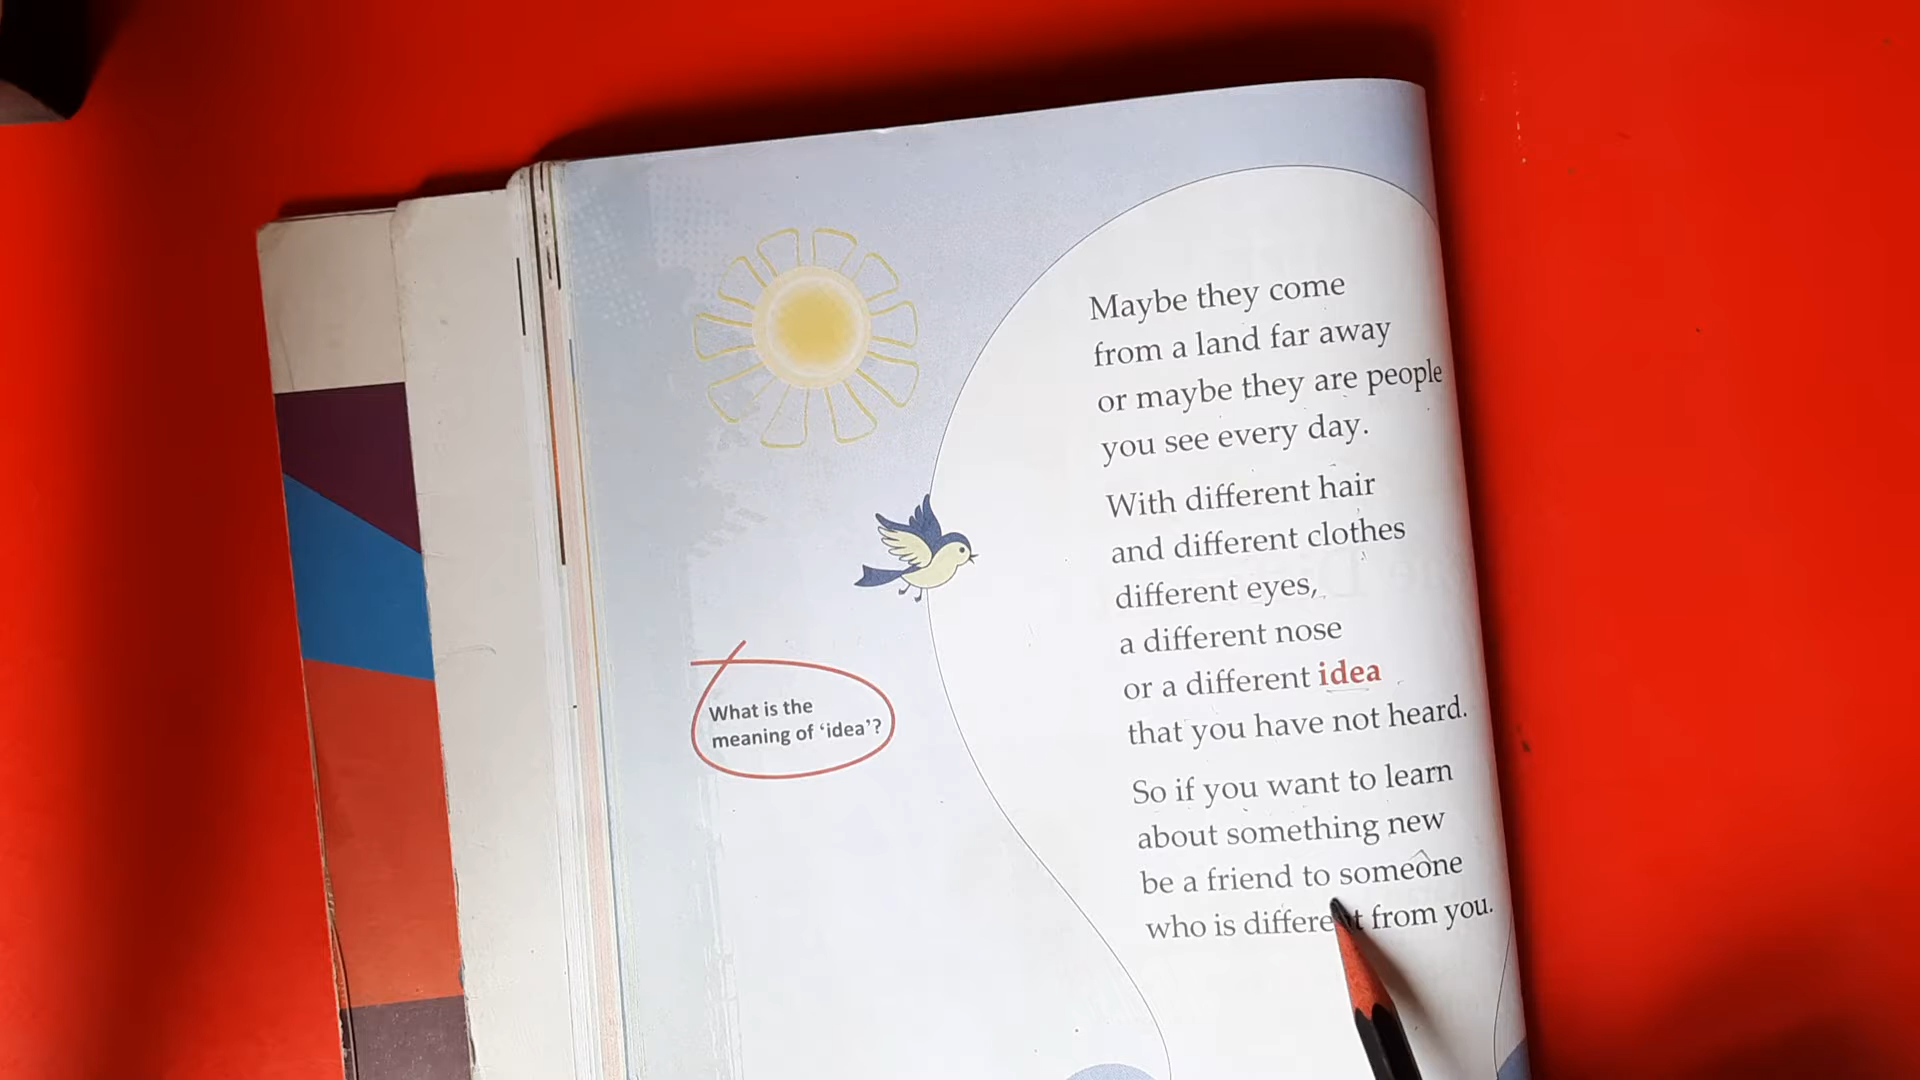 Maybe they come
from a land far away
or maybe they are people
you see every day.
With different hair
and different clothes
different eyes,
a different nose
or a different idea
that you have not heard.
So if you want to learn
about something new
be a friend to someone
who is different from you.
What is the
meaning of ‘idea’?